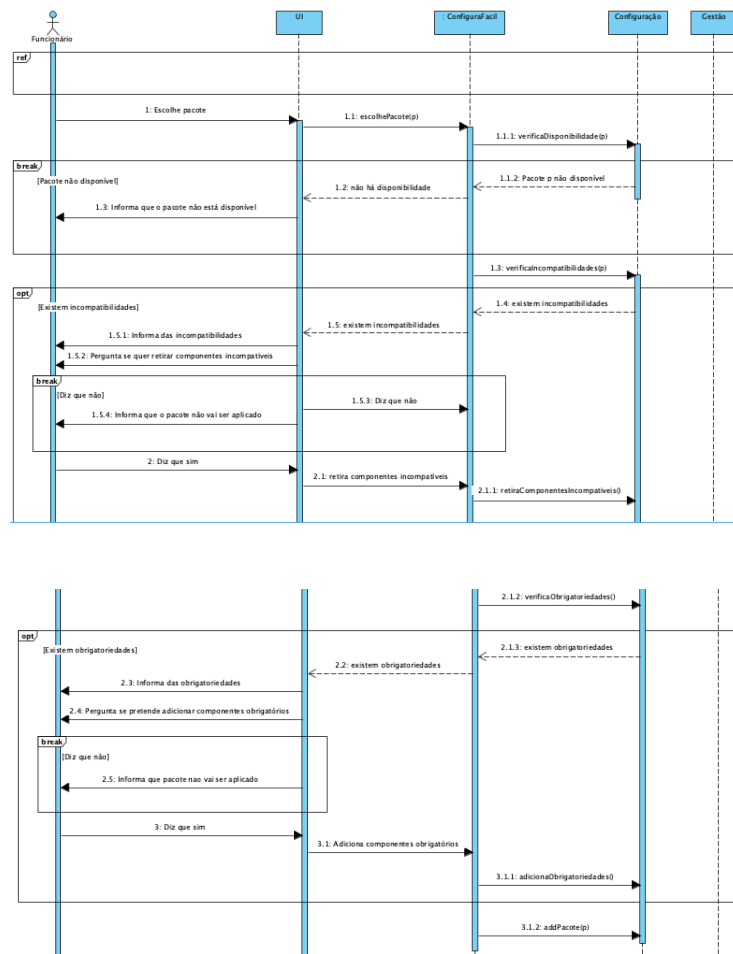 UI
: ConfiguraFacil
Configuração
Gestão
Funcionário
ref
1: Escolhe pacote
1.1: escolhePacote(p)
1.1.1: verificaDisponibilidade(p)
break
[Pacote não disponível]
1.1.2: Pacote p não disponível
1.2: não há disponibilidade
1.3: Informa que o pacote não está disponível
1.3: verificaIncompatibilidades(p)
opt
[Existem incompatibilidades]
1.4: existem incompatibilidades
1.5: existem incompatibilidades
1.5.1: Informa das incompatibilidades
1.5.2: Pergunta se quer retirar componentes incompatíveis
break
[Diz que não]
1.5.3: Diz que não
1.5.4: Informa que o pacote não vai ser aplicado
2: Diz que sim
2.1: retira componentes incompatíveis
2.1.1: retiraComponentesIncompativeis()
2.1.2: verificaObrigatoriedades()
opt
[Existem obrigatoriedades]
2.1.3: existem obrigatoriedades
2.2: existem obrigatoriedades
2.3: Informa das obrigatoriedades
2.4: Pergunta se pretende adicionar componentes obrigatórios
break
[Diz que não]
2.5: Informa que pacote nao vai ser aplicado
3: Diz que sim
3.1: Adiciona componentes obrigatórios
3.1.1: adicionaObrigatoriedades()
3.1.2: addPacote(p)